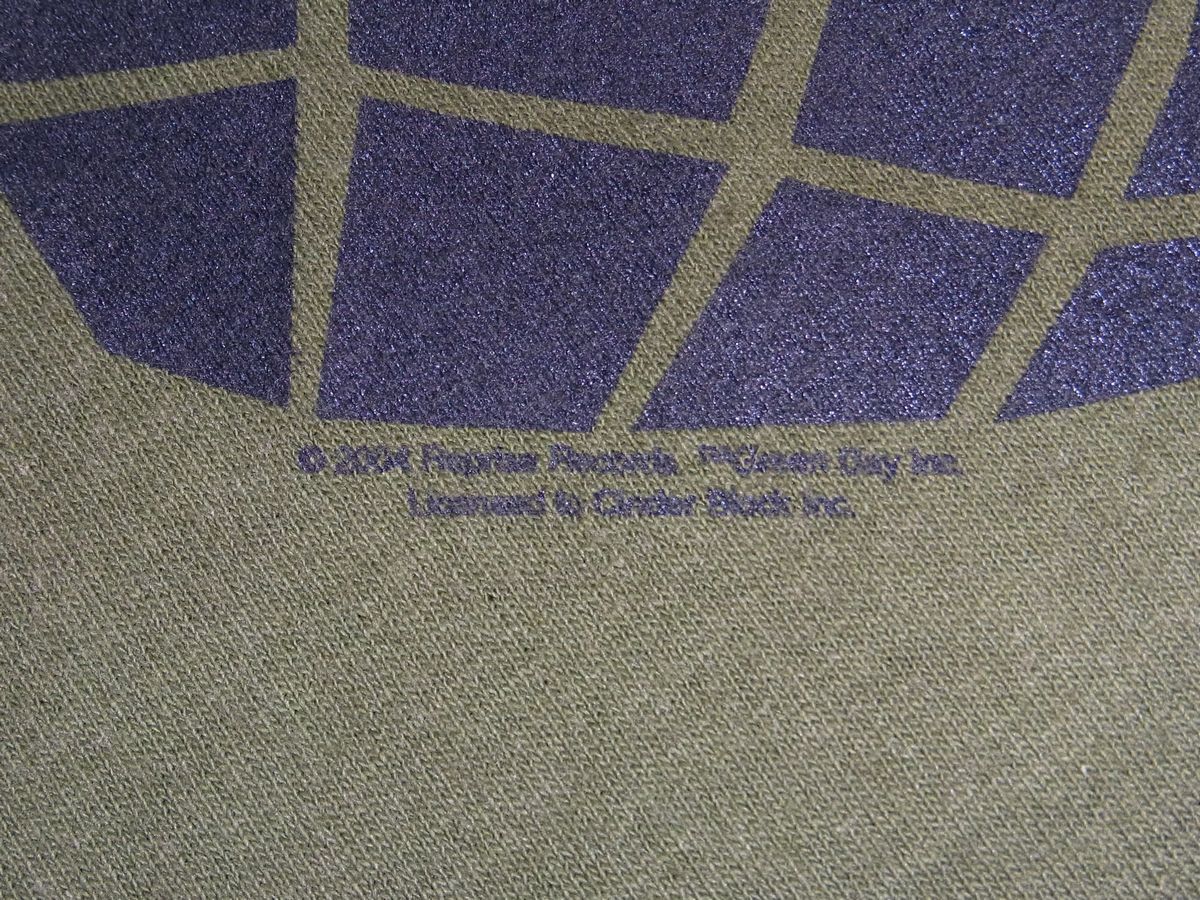 © 2004 Reprise Records. ™Green Day Inc.
Licensed to Cinder Block Inc.